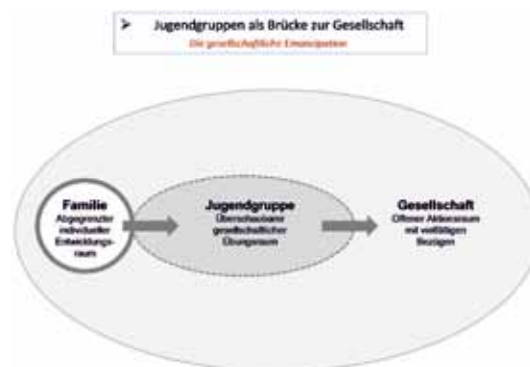 ➤ Jugendgruppen als Brücke zur Gesellschaft
Die gesellschaftliche Emanzipation
Familie
Abgegrenzter
individueller
Entwicklungs-
raum
Jugendgruppe
Überschaubarer
gesellschaftlicher
Übungsraum
Gesellschaft
Offener Aktionsraum
mit vielfältigen
Bezügen